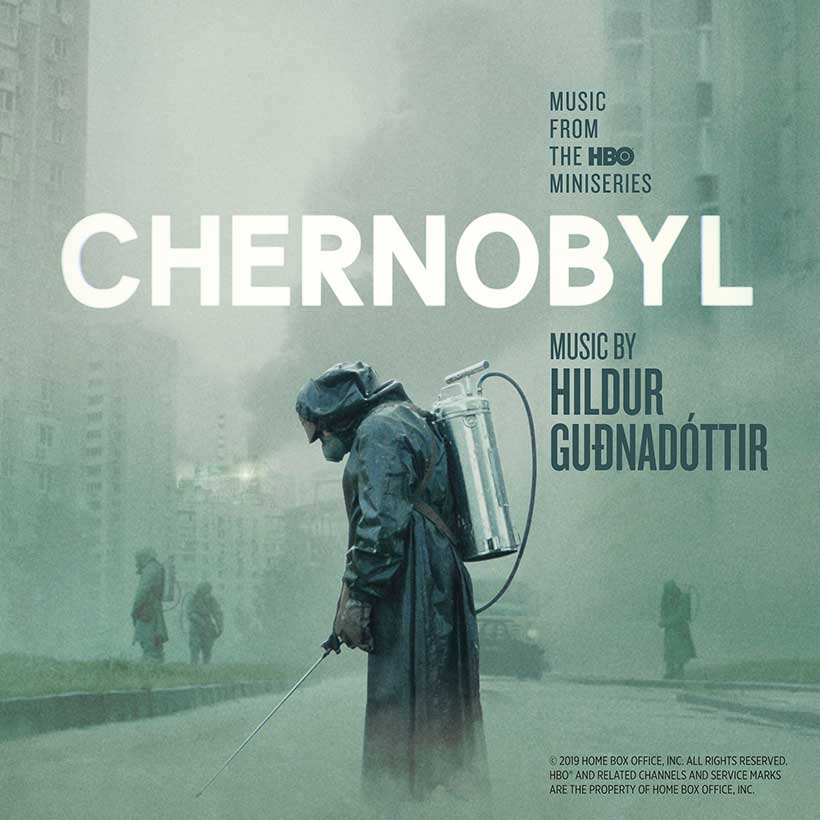 MUSIC
FROM
THE HBO
MINISERIES
CHERNOBYL
MUSIC BY
HILDUR
GUÐNADÓTTIR
© 2019 HOME BOX OFFICE, INC. ALL RIGHTS RESERVED.
HBO® AND RELATED CHANNELS AND SERVICE MARKS
ARE THE PROPERTY OF HOME BOX OFFICE, INC.